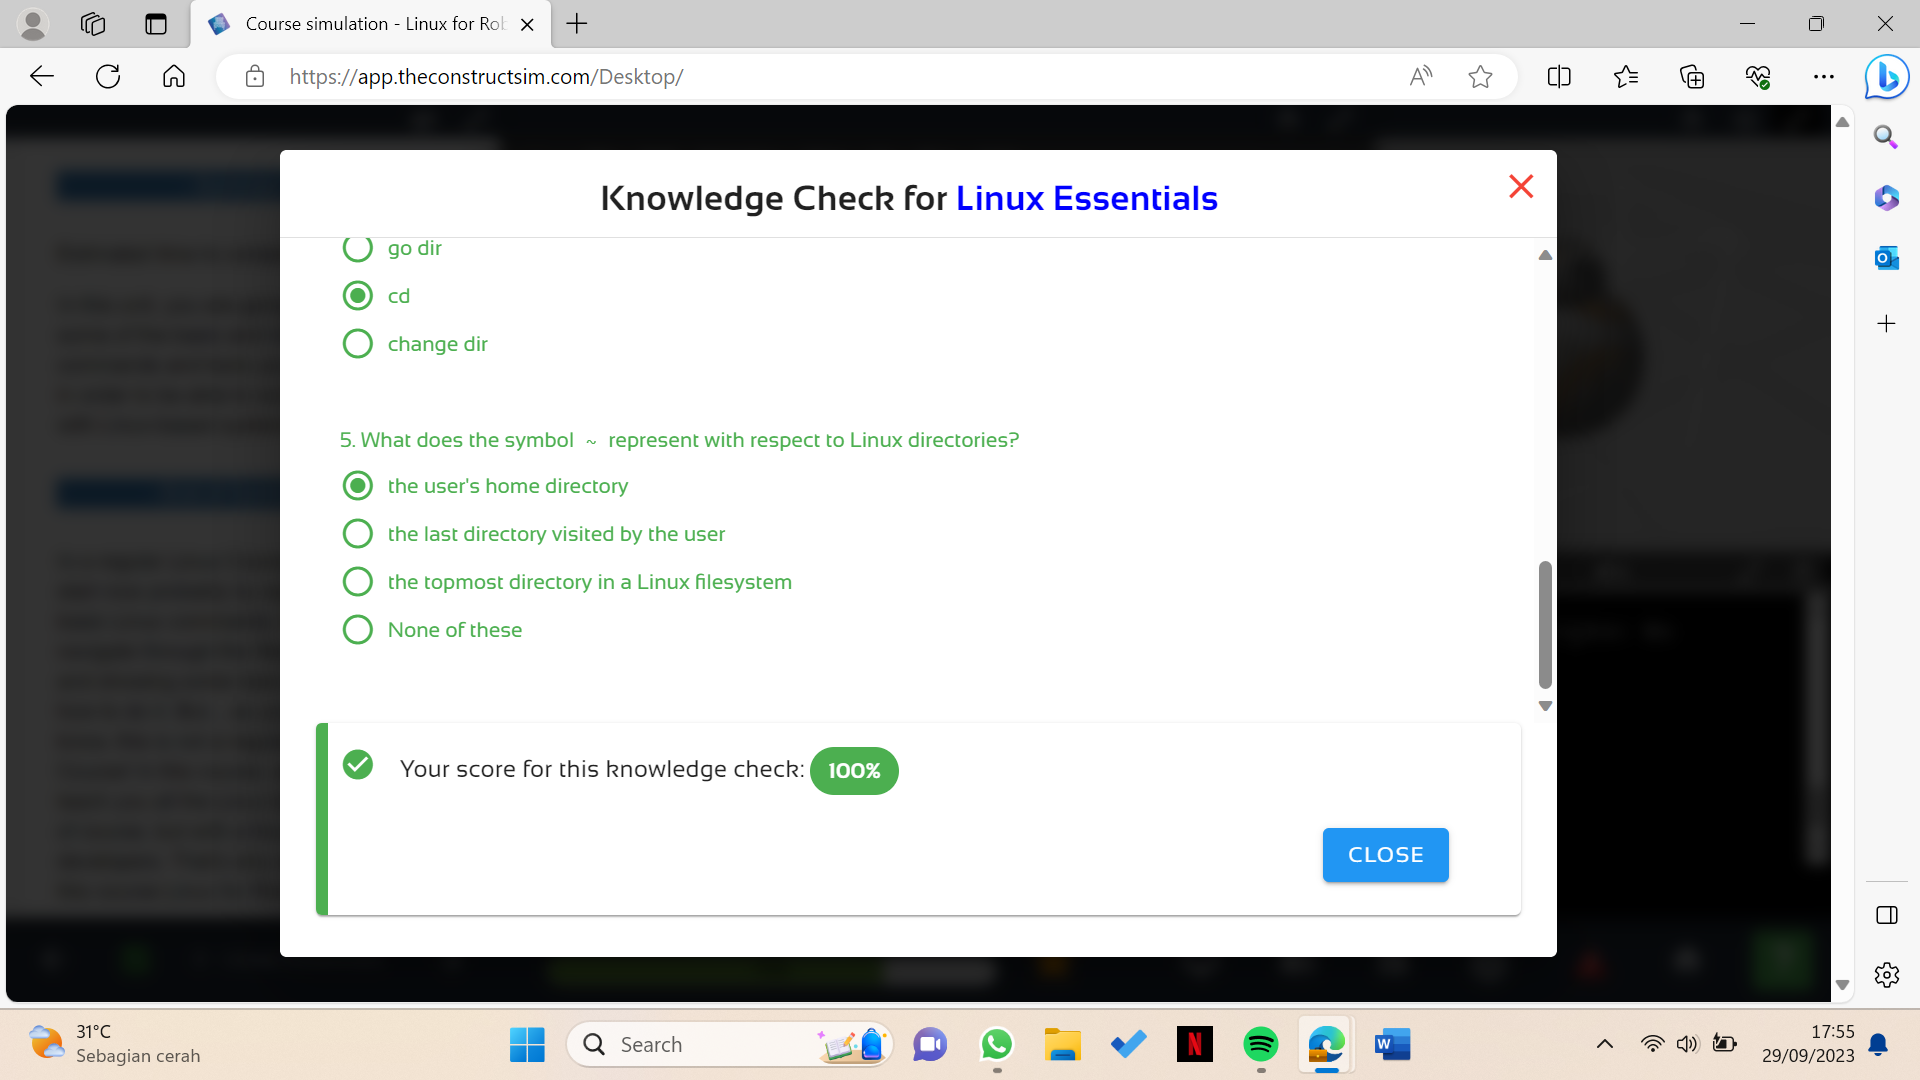 Course simulation - Linux for Rob
https://app.theconstructsim.com/Desktop/
Knowledge Check for Linux Essentials
go dir
cd
change dir
5. What does the symbol ~ represent with respect to Linux directories?
the user's home directory
the last directory visited by the user
the topmost directory in a Linux filesystem
None of these
Your score for this knowledge check: 100%
CLOSE
31°C
Sebagian cerah
Search
17:55
29/09/2023